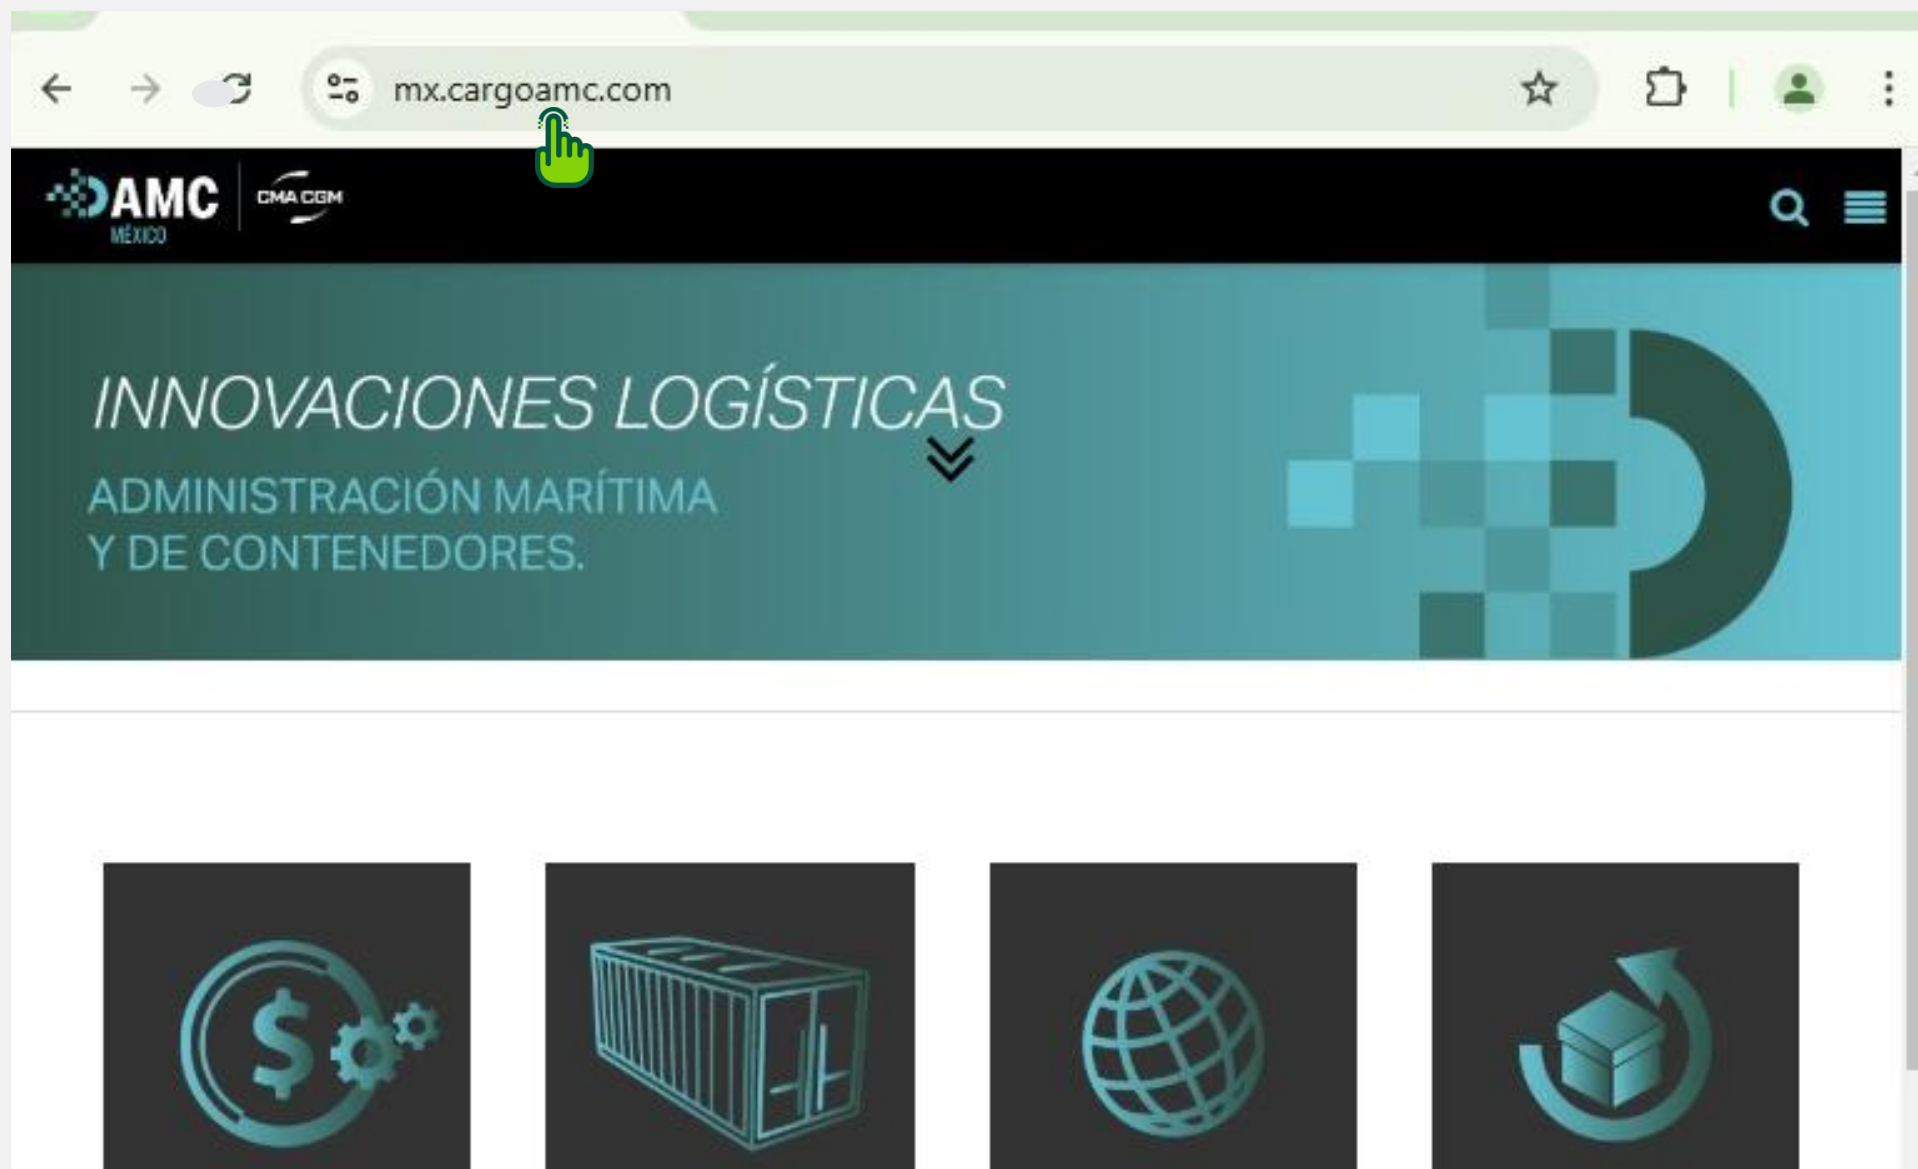 mx.cargoamc.com
AMC
MÉXICO
CMA CGM
INNOVACIONES LOGÍSTICAS
ADMINISTRACIÓN MARÍTIMA
Y DE CONTENEDORES.
$